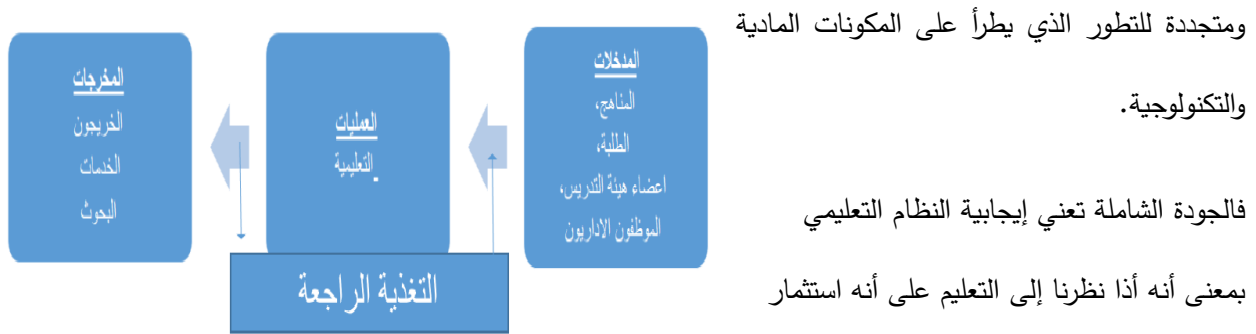 ومتجددة للتطور الذي يطرأ على المكونات المادية
والتكنولوجية.
فالجودة الشاملة تعني إيجابية النظام التعليمي
بمعنى أنه أذا نظرنا إلى التعليم على أنه استثمار
المدخلات
المناهج،
الطلبة،
اعضاء هيئة التدريس،
الموظفون الاداريون
العمليات
التعليمية
المخرجات
الخريجون
الخدمات
البحوث
التغذية الراجعة